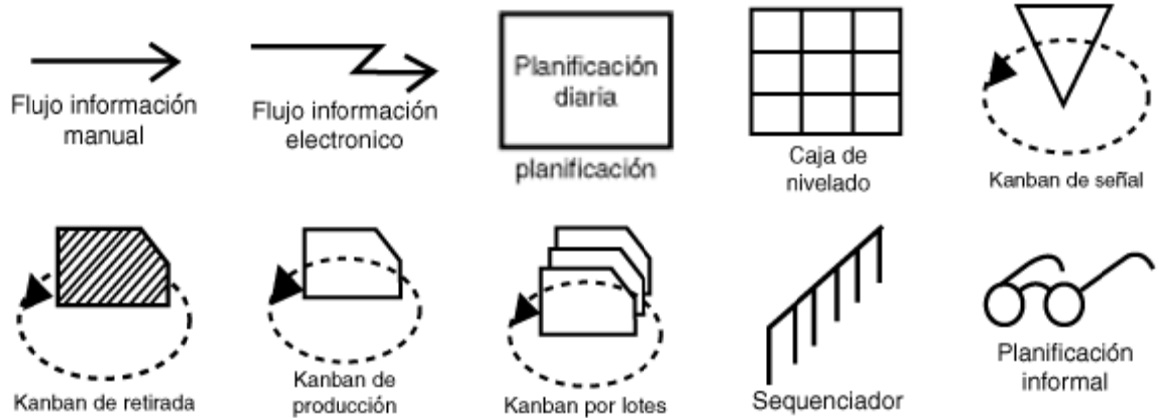 Flujo información
manual
Flujo información
electronico
Planificación
diaria
planificación
Caja de
nivelado
Kanban de señal
Kanban de retirada
Kanban de
producción
Kanban por lotes
Sequenciador
Planificación
informal